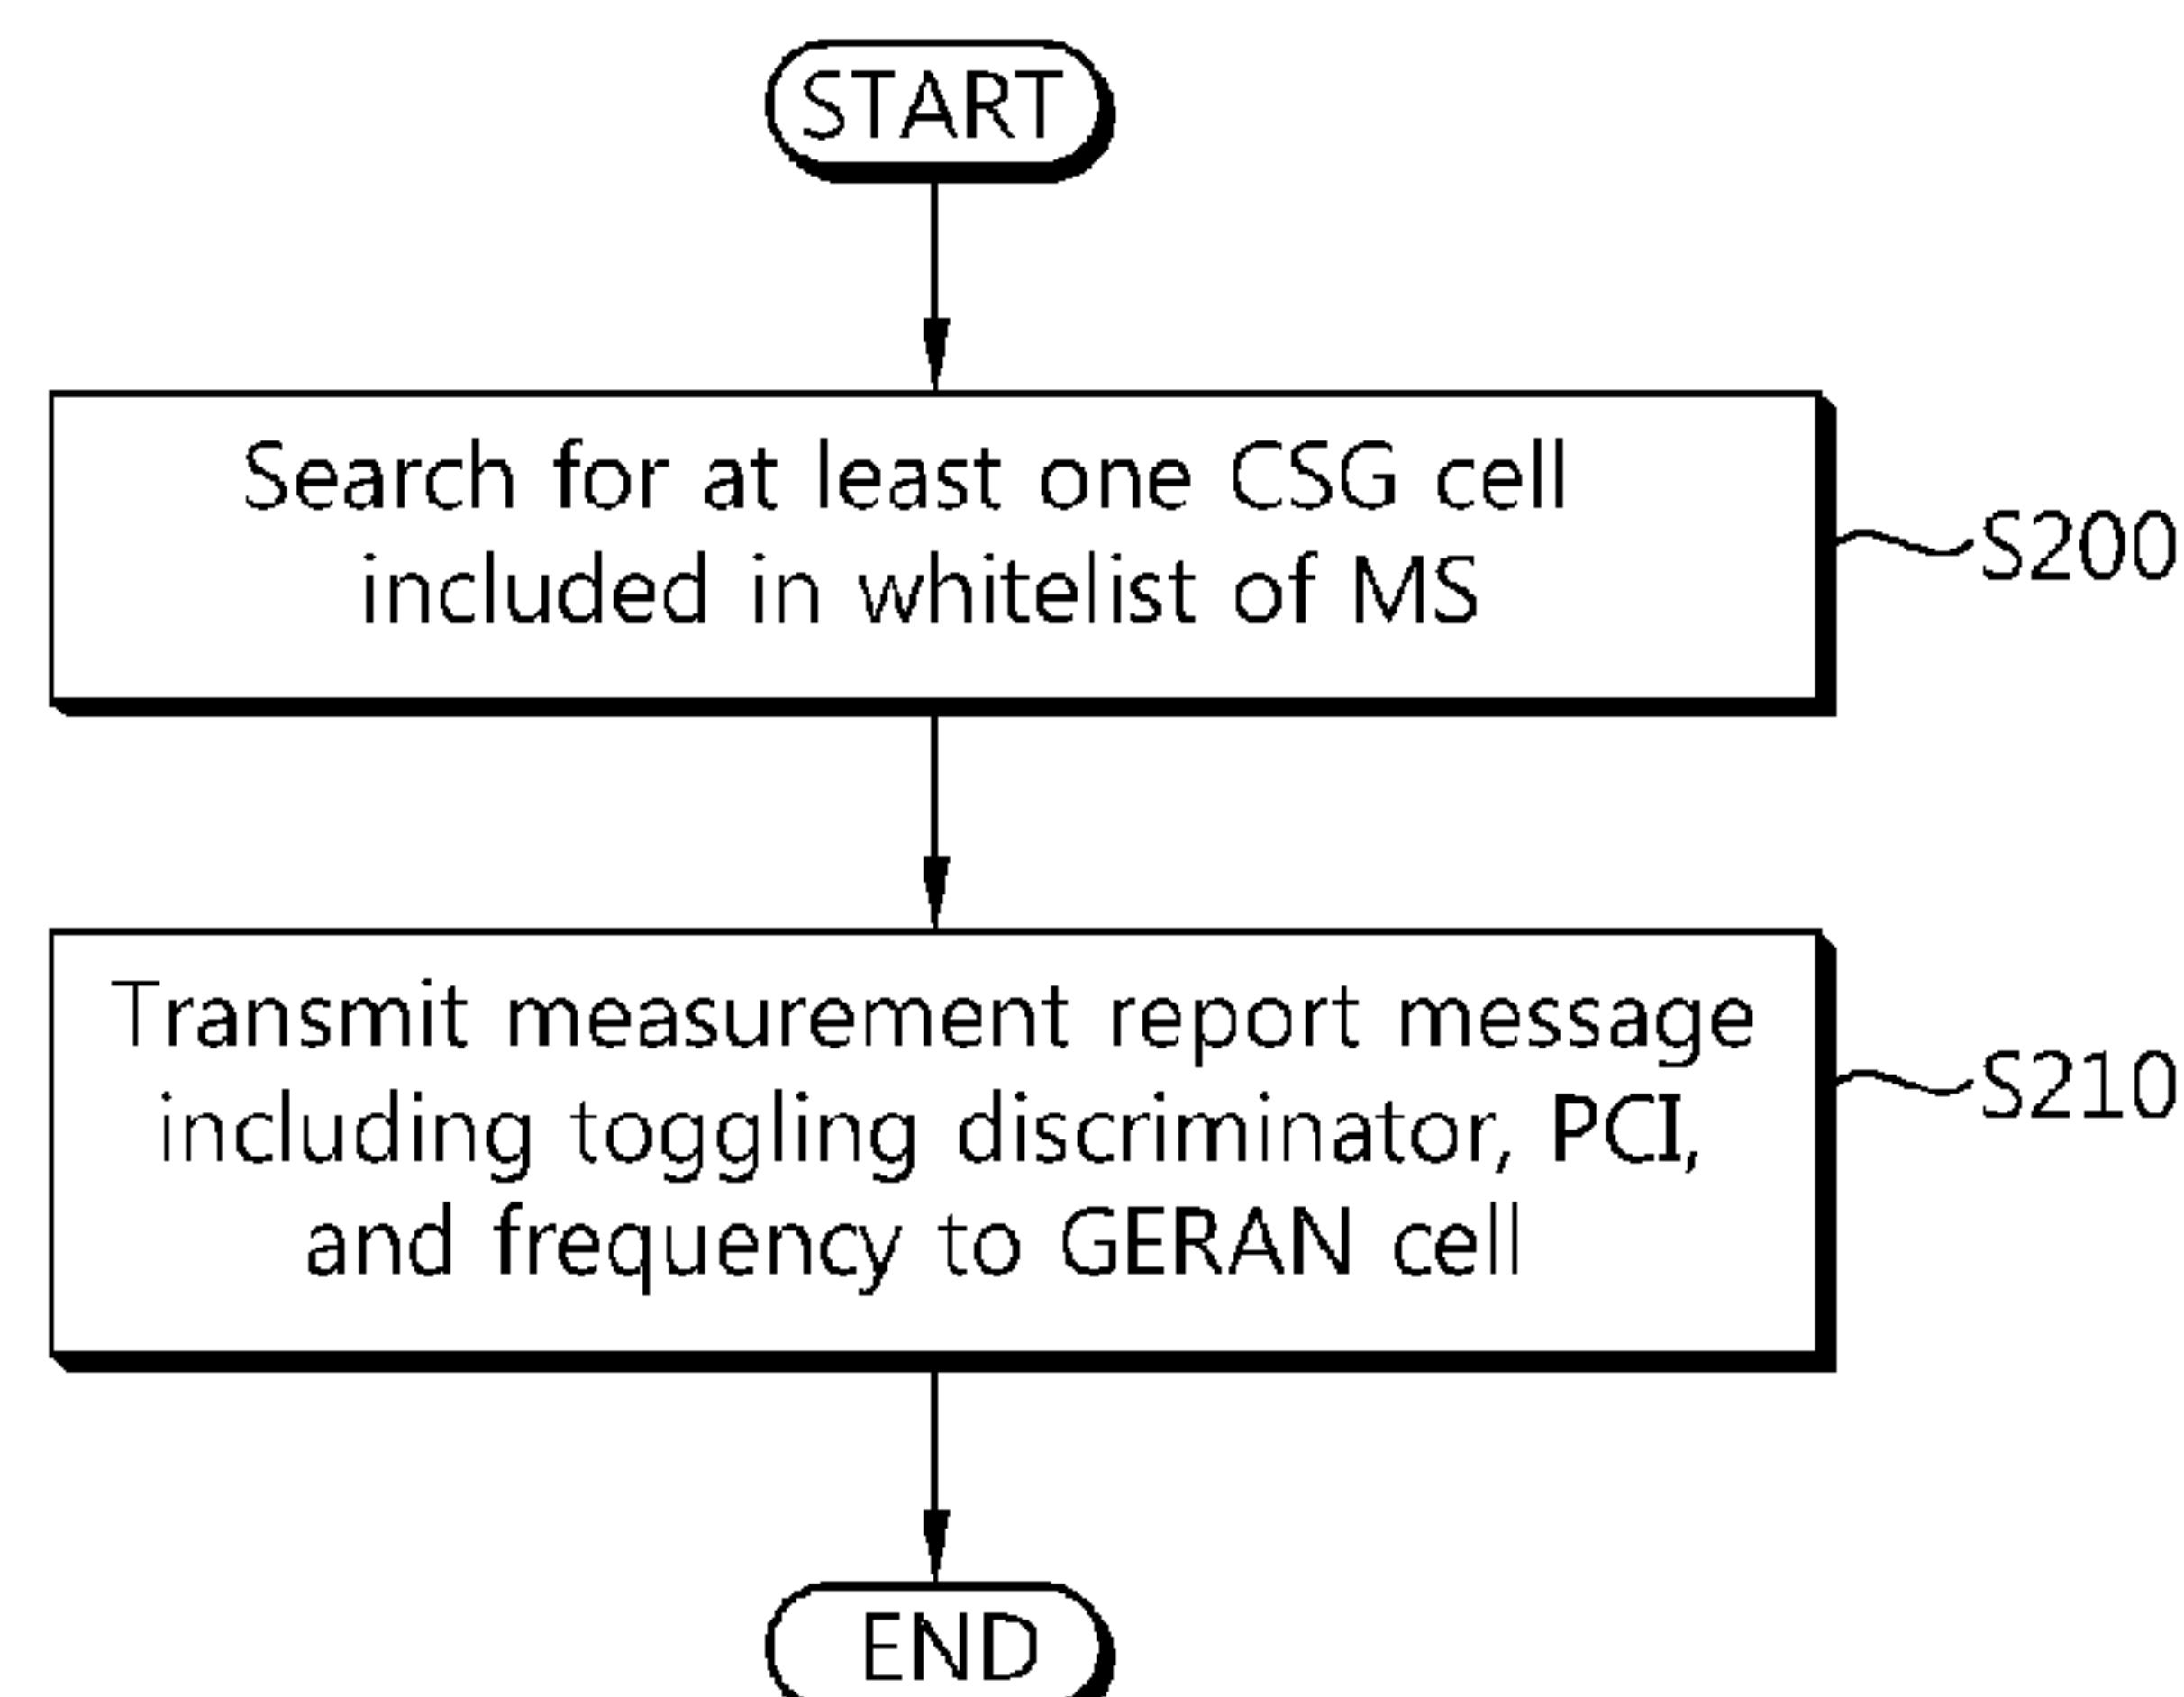 START
Search for at least one CSG cell
included in whitelist of MS
S200
Transmit measurement report message
including toggling discriminator, PCI,
and frequency to GERAN cell
S210
END